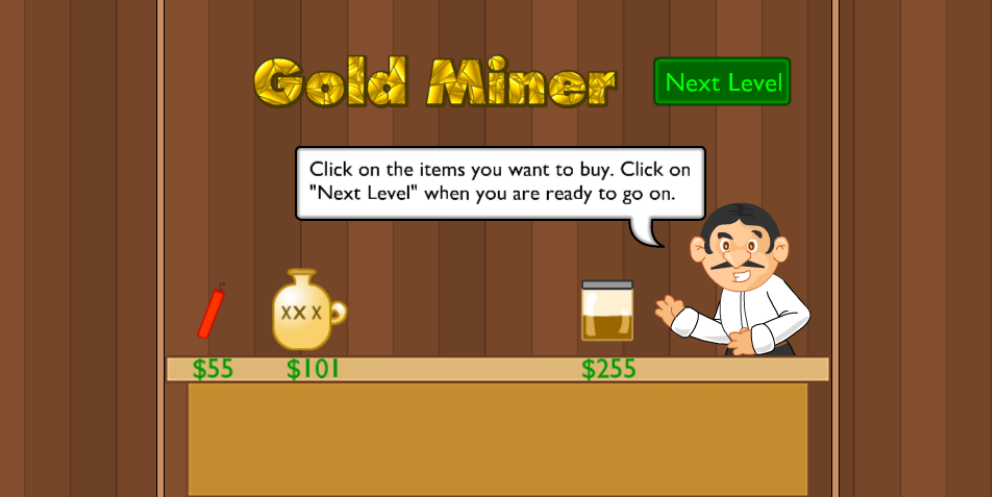 Gold Miner
Next Level
Click on the items you want to buy. Click on
"Next Level" when you are ready to go on.
XXX
$55
$101
$255